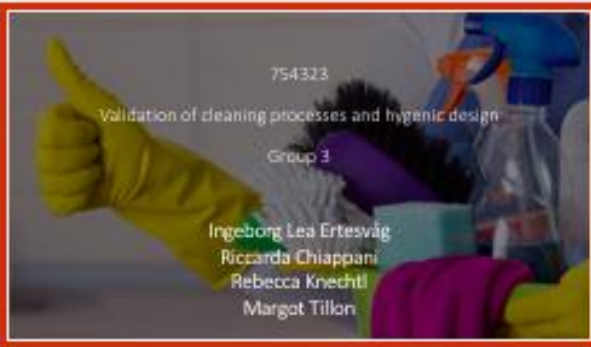 754323
Validation of cleaning processes and hygenic design
Group 3
Ingeborg Lea Ertesvåg
Riccarda Chiappani
Rebecca Knechtl
Margot Tillon